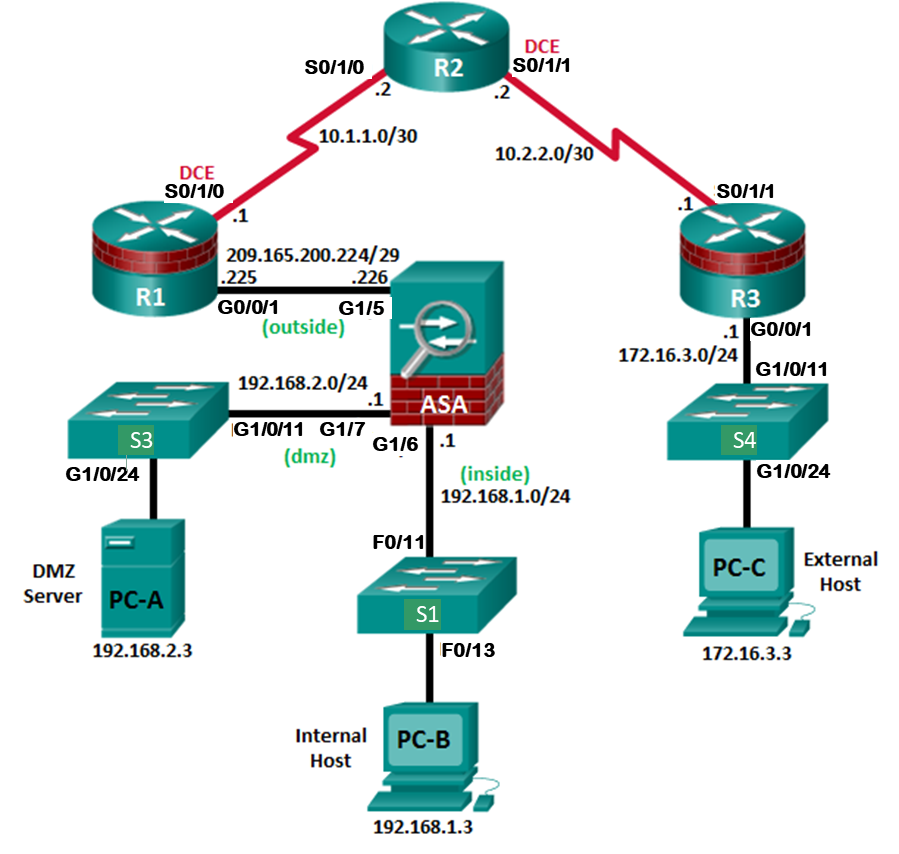 R2
DCE
S0/1/0
S0/1/1
.2
.2
10.1.1.0/30
10.2.2.0/30
DCE
S0/1/0
.1
S0/1/1
.1
R1
209.165.200.224/29
.225
.226
G0/0/1
G1/5
(outside)
R3
.1
G0/0/1
172.16.3.0/24
G1/0/11
192.168.2.0/24
.1
ASA
S3
G1/0/11
G1/7
(dmz)
G1/6
.1
S4
G1/0/24
(inside)
192.168.1.0/24
G1/0/24
F0/11
DMZ
Server
PC-A
192.168.2.3
S1
F0/13
PC-C
External
Host
172.16.3.3
Internal
Host
PC-B
192.168.1.3